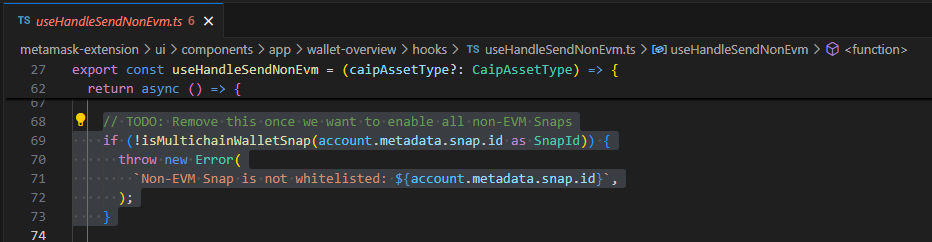 TS useHandleSendNonEvm.ts 6 ×
metamask-extension > ui > components > app > wallet-overview > hooks > TS useHandleSendNonEvm.ts > useHandleSendNonEvm > <function>
27 export const useHandleSendNonEvm = (caipAssetType?: CaipAssetType) => {
62 return async () => {
67
68 // TODO: Remove this once we want to enable all non-EVM Snaps
69 if (!isMultichainWalletSnap(account.metadata.snap.id as SnapId)) {
70 throw new Error(
71 `Non-EVM Snap is not whitelisted: ${account.metadata.snap.id}`,
72 );
73 }
74